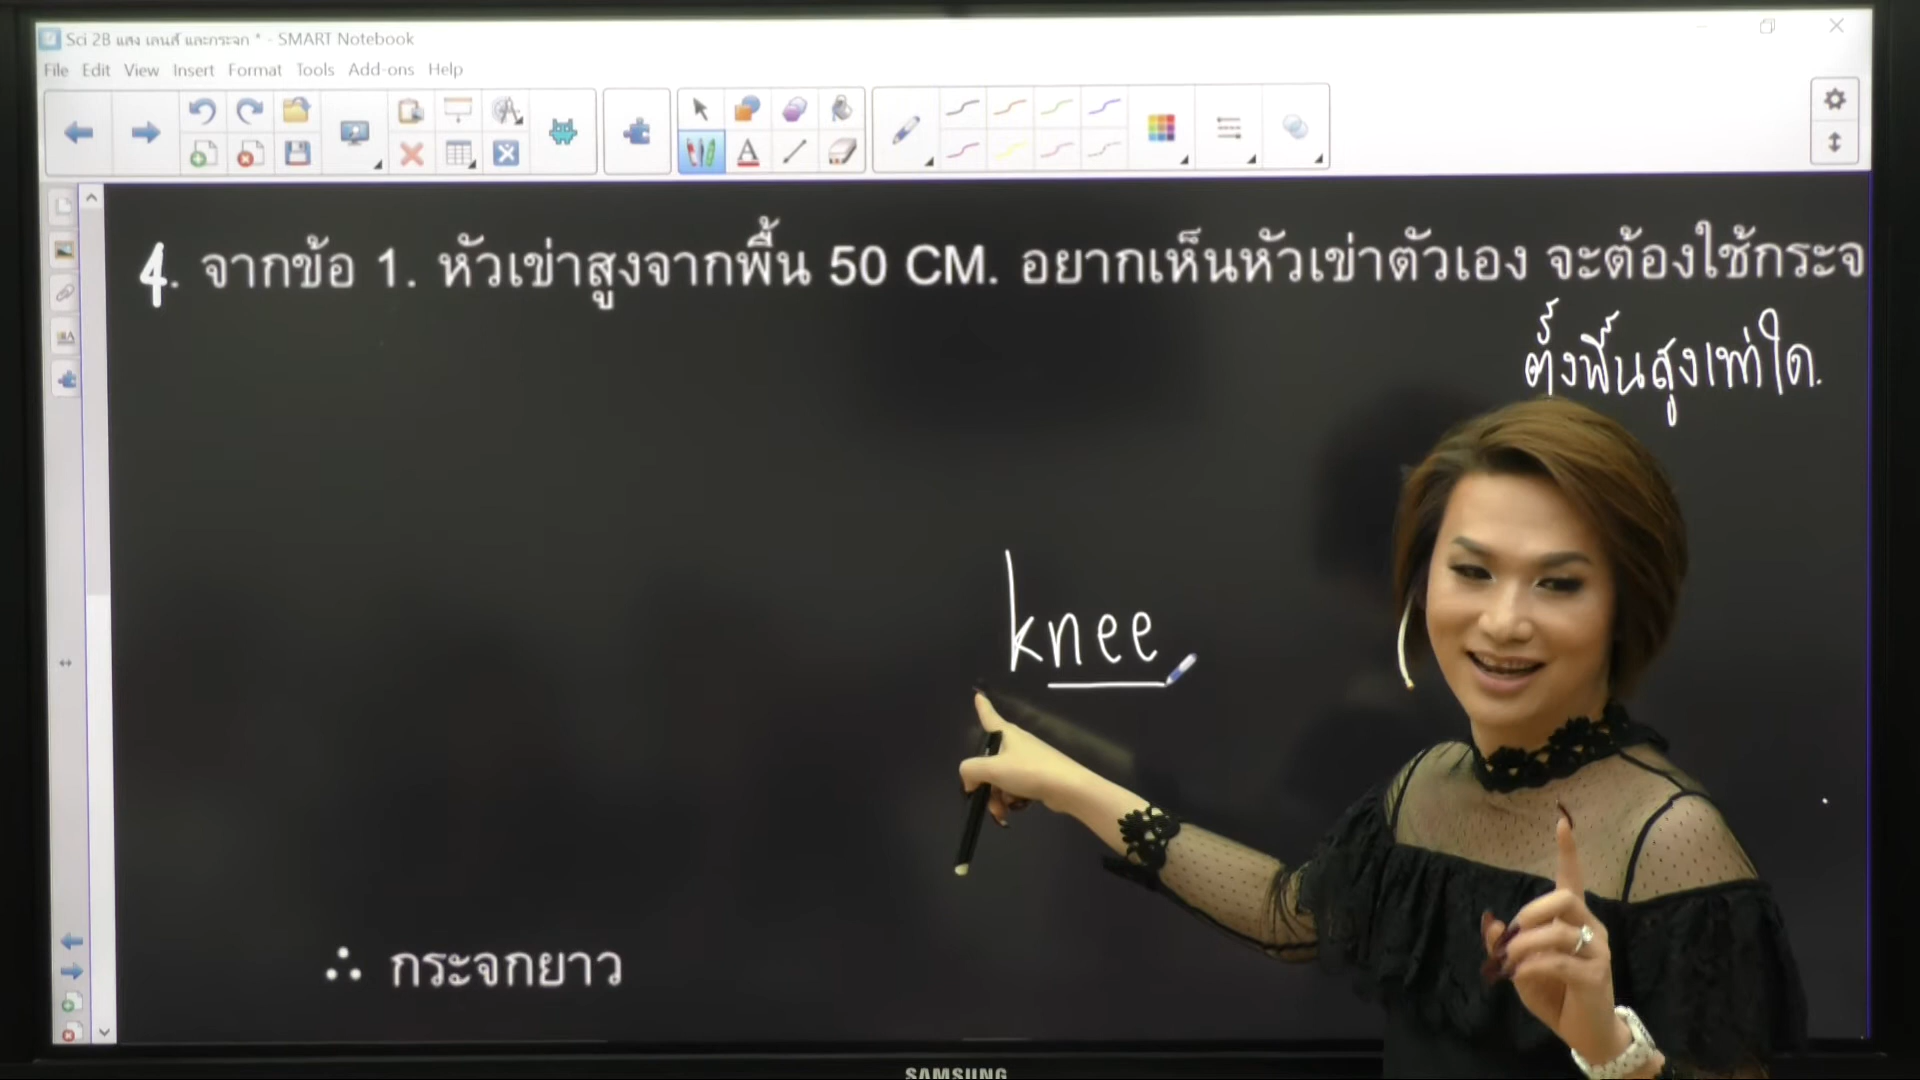 Sci 2B แสง เลนส์ และกระจก * - SMART Notebook
File Edit View Insert Format Tools Add-ons Help
4. จากข้อ 1. หัวเข่าสูงจากพื้น 50 CM. อยากเห็นหัวเข่าตัวเอง จะต้องใช้กระจ
ตั้งพื้นสูงเท่าใด.
knee
∴ กระจกยาว
SAMSUNG